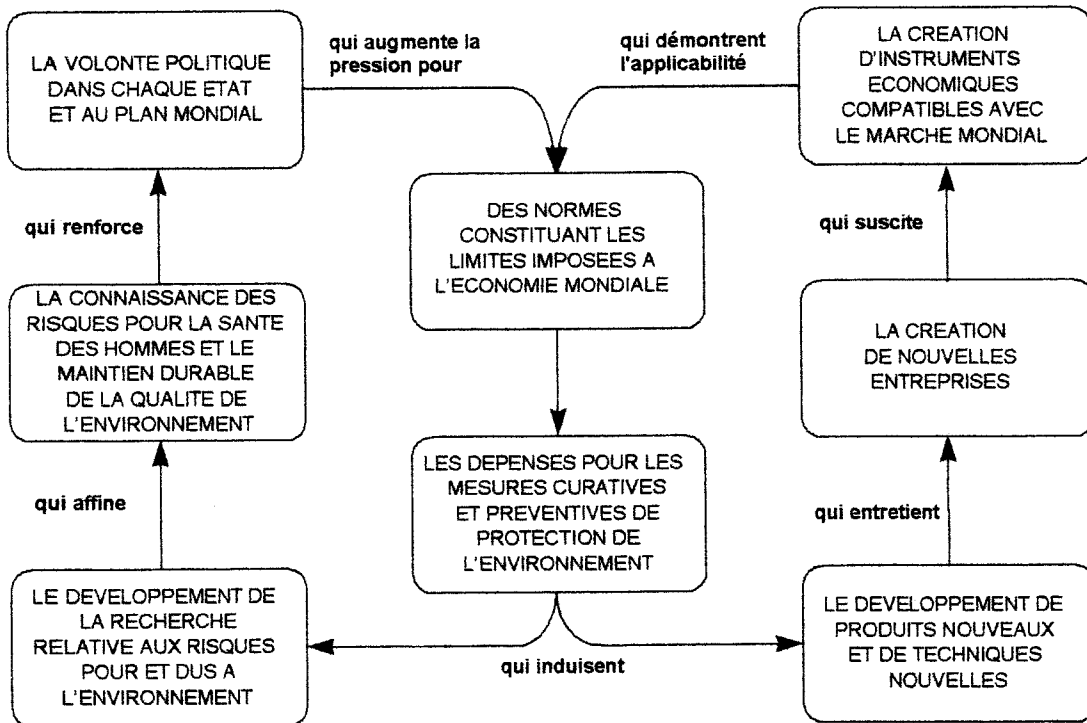 LA VOLONTE POLITIQUE
DANS CHAQUE ETAT
ET AU PLAN MONDIAL
qui augmente la
pression pour
qui démontrent
l'applicabilité
LA CREATION
D'INSTRUMENTS
ECONOMIQUES
COMPATIBLES AVEC
LE MARCHE MONDIAL
qui renforce
DES NORMES
CONSTITUANT LES
LIMITES IMPOSEES A
L'ECONOMIE MONDIALE
qui suscite
LA CONNAISSANCE DES
RISQUES POUR LA SANTE
DES HOMMES ET LE
MAINTIEN DURABLE
DE LA QUALITE DE
L'ENVIRONNEMENT
LA CREATION
DE NOUVELLES
ENTREPRISES
qui affine
LES DEPENSES POUR LES
MESURES CURATIVES
ET PREVENTIVES DE
PROTECTION DE
L'ENVIRONNEMENT
qui entretient
LE DEVELOPPEMENT DE
LA RECHERCHE
RELATIVE AUX RISQUES
POUR ET DUS A
L'ENVIRONNEMENT
qui induisent
LE DEVELOPPEMENT DE
PRODUITS NOUVEAUX
ET DE TECHNIQUES
NOUVELLES